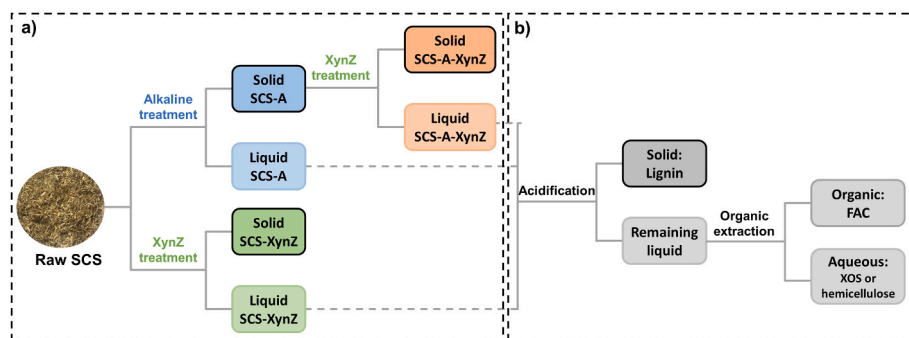 a)
b)
Solid
SCS-A-XynZ
XynZ
treatment
Solid
SCS-A
Alkaline
treatment
Liquid
SCS-A-XynZ
Liquid
SCS-A
Solid:
Lignin
Acidification
Raw SCS
XynZ
treatment
Solid
SCS-XynZ
Liquid
SCS-XynZ
Remaining
liquid
Organic
extraction
Organic:
FAC
Aqueous:
XOS or
hemicellulose